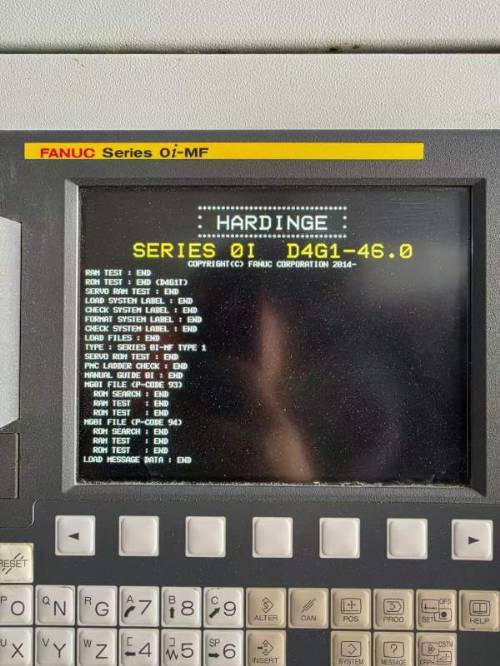 FANUC Series 0i-MF
HARDINGE
SERIES 0I D4G1-46.0
COPYRIGHT(C) FANUC CORPORATION 2014-
RAM TEST : END
ROM TEST : END (D4G1T)
SERVO RAM TEST : END
LOAD SYSTEM LABEL : END
CHECK SYSTEM LABEL : END
FORMAT SYSTEM LABEL : END
CHECK SYSTEM LABEL : END
LOAD FILES : END
TYPE : SERIES 0I-MF TYPE 1
SERVO ROM TEST : END
PMC LADDER CHECK : END
MANUAL GUIDE 0I : END
MG0I FILE (P-CODE 93)
ROM SEARCH : END
RAM TEST : END
ROM TEST : END
MG0I FILE (P-CODE 94)
ROM SEARCH : END
RAM TEST : END
ROM TEST : END
LOAD MESSAGE DATA : END
RESET
P O Q N R G A 7 B 8 C 9 ALTER CAN POS PROG OFS SET HELP
U X V Y W Z 4 5 SP 6 INSERT SYSTEM MESSAGE CSTM